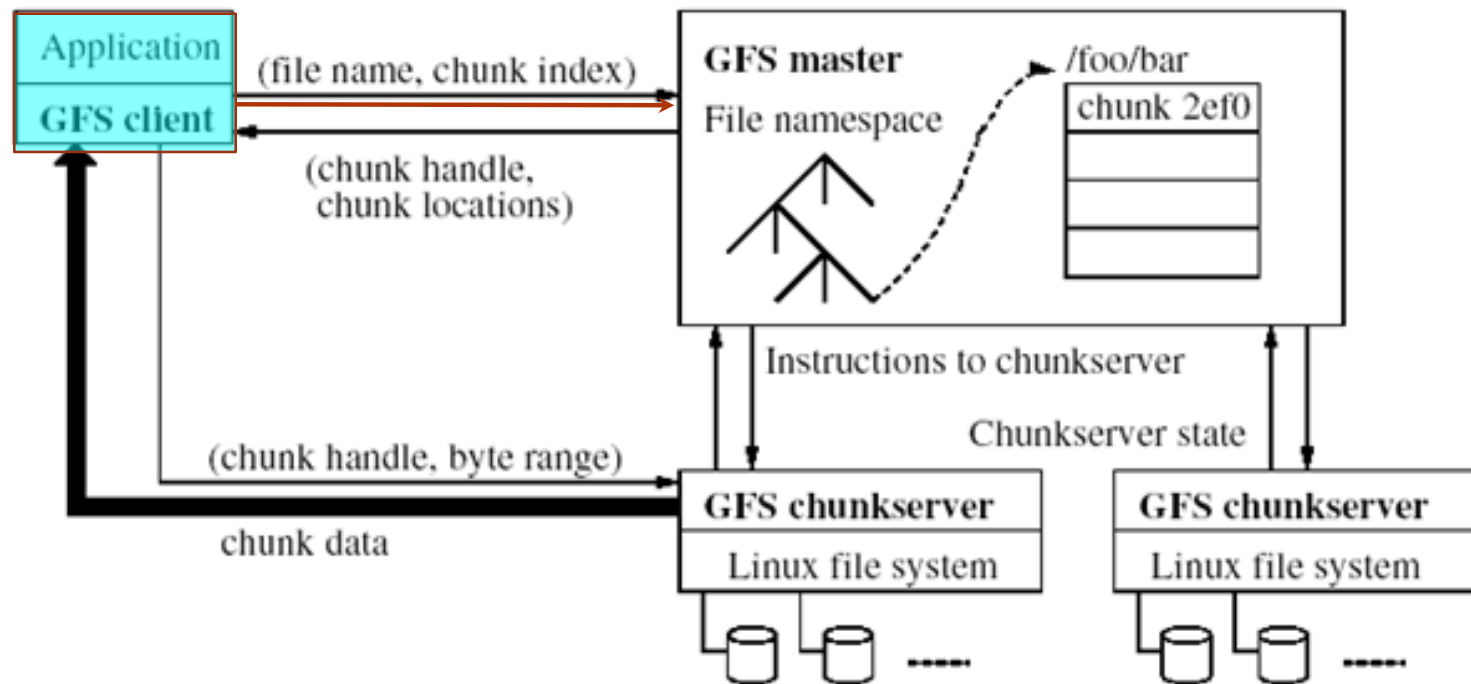 Application
GFS client
(file name, chunk index)
(chunk handle,
chunk locations)
GFS master
File namespace
/foo/bar
chunk 2ef0
Instructions to chunkserver
Chunkserver state
(chunk handle, byte range)
chunk data
GFS chunkserver
Linux file system
GFS chunkserver
Linux file system